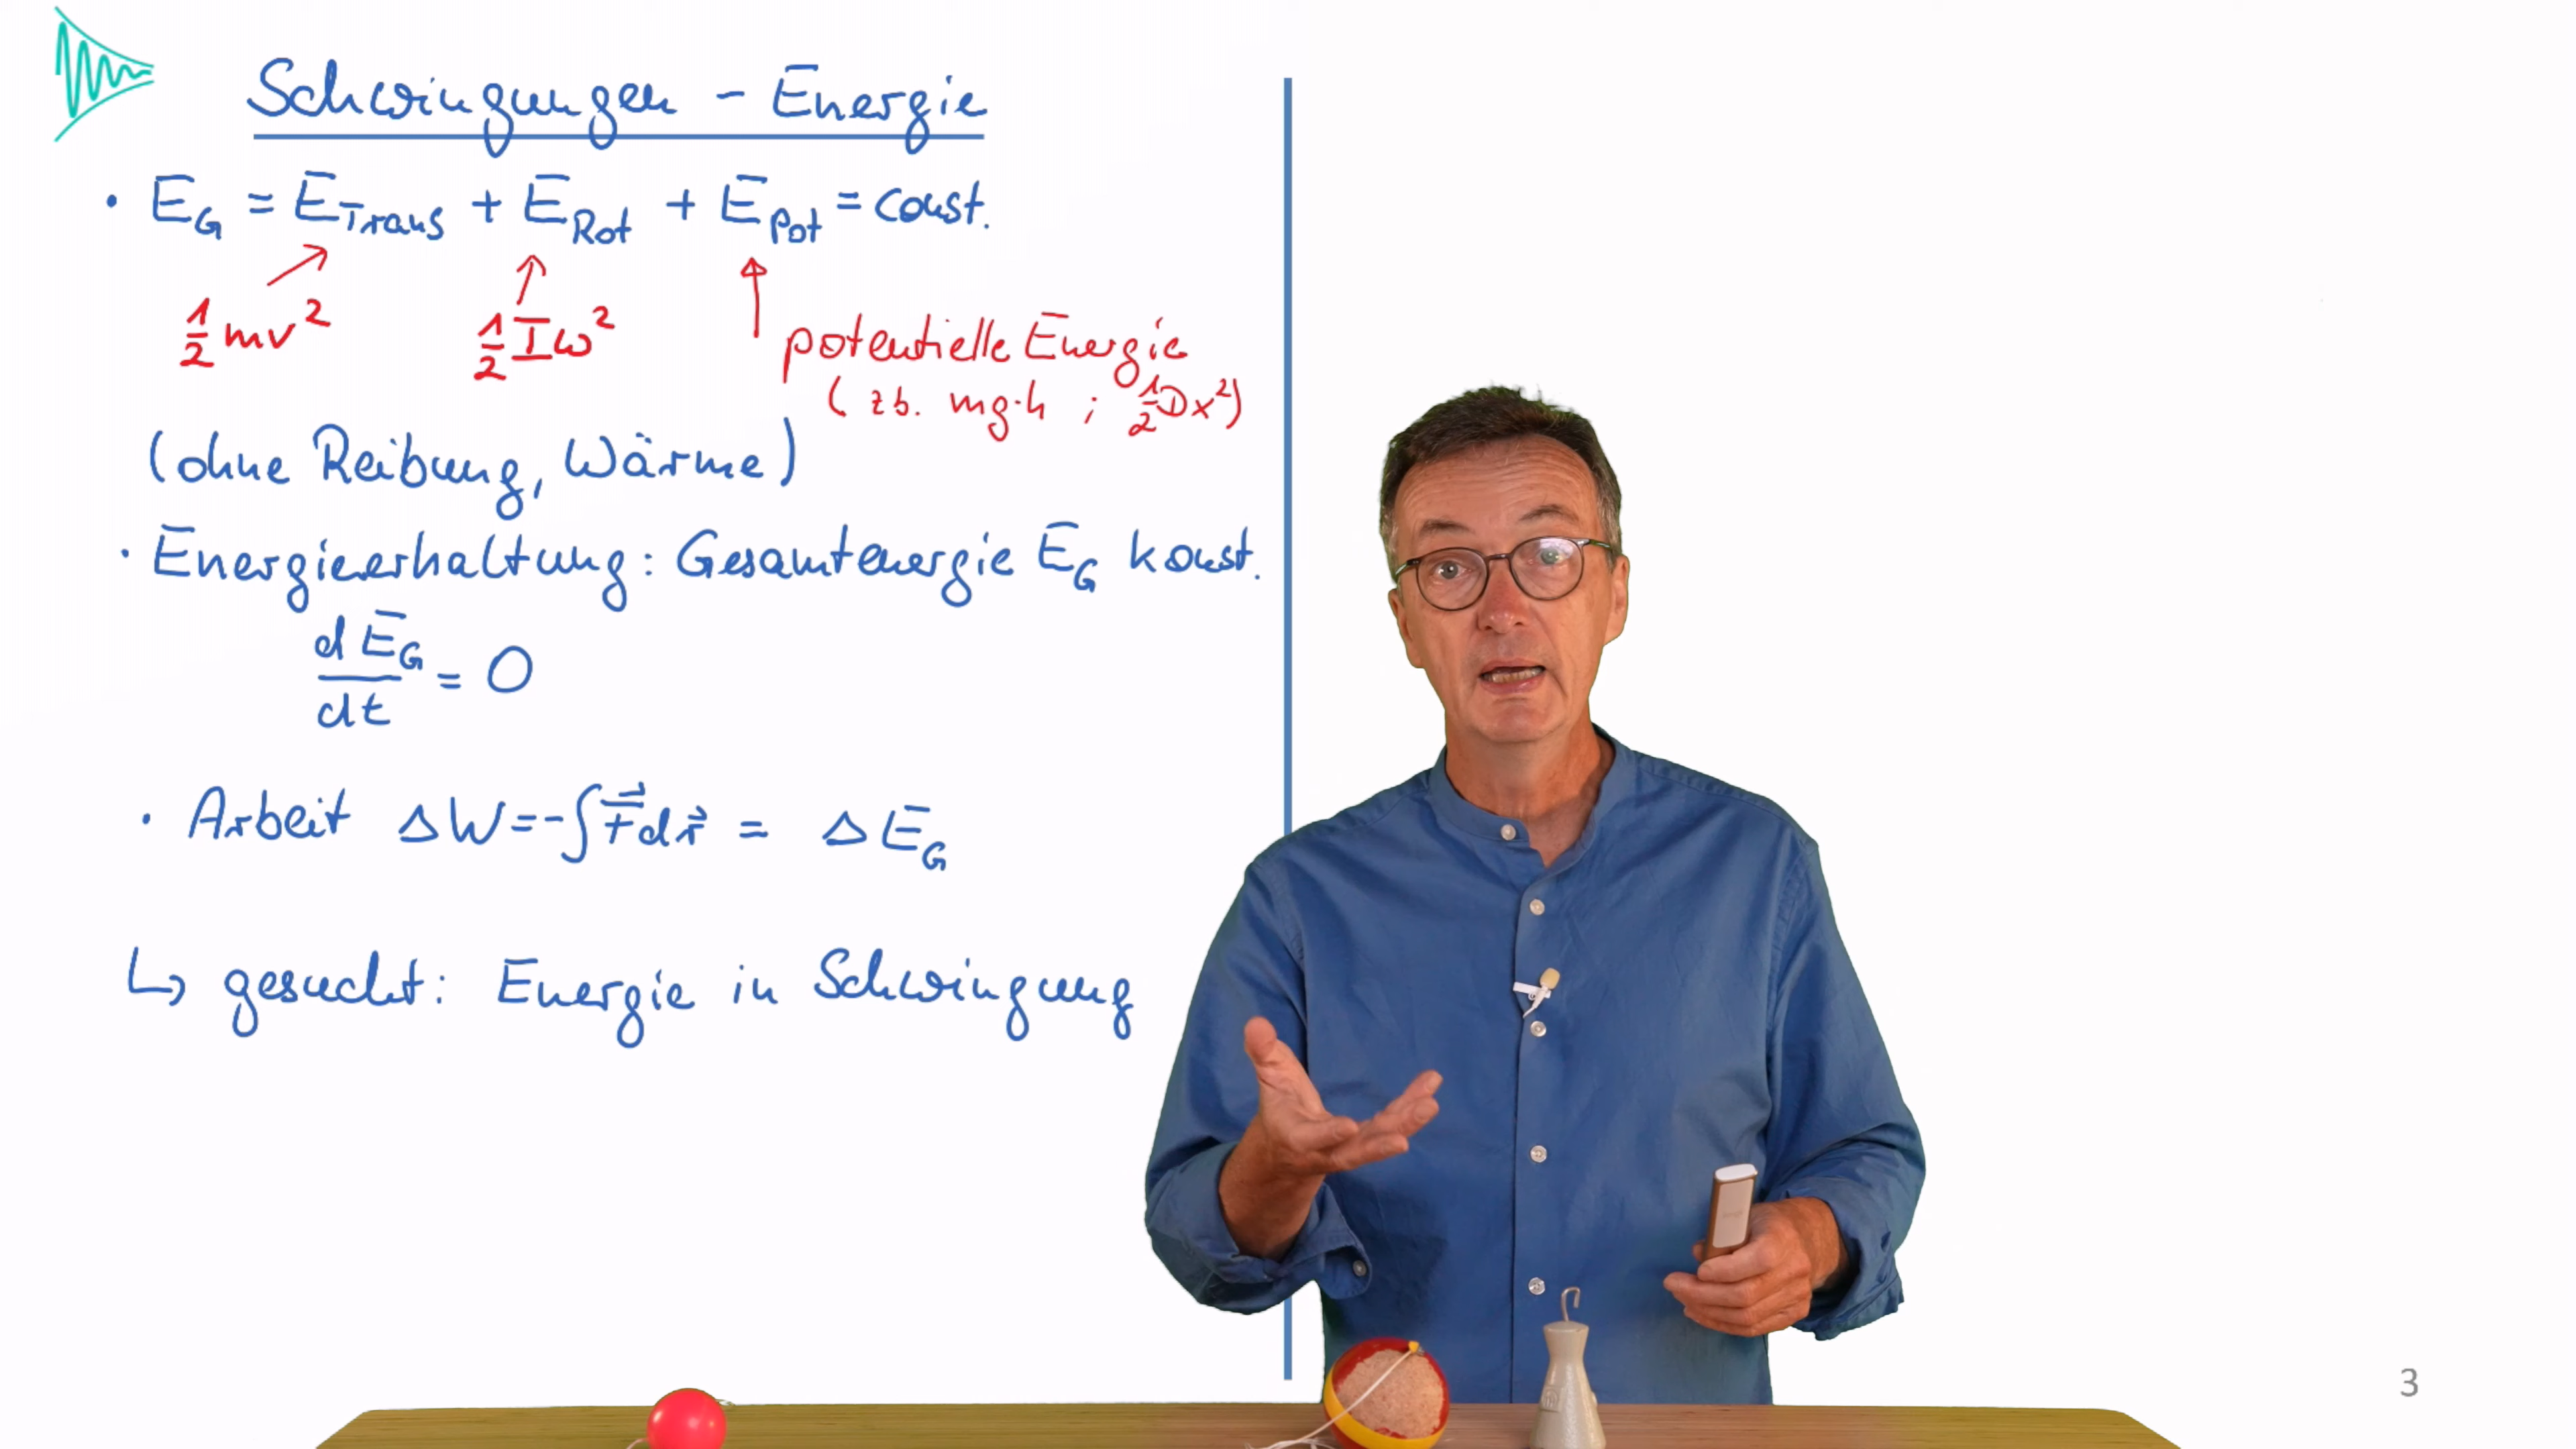 Schwingungen - Energie
• E_G = E_Trans + E_Rot + E_Pot = const.
½mv² ½Iω² potentielle Energie
(zb. mg·h ; ½Dx²)
(ohne Reibung, Wärme)
• Energieerhaltung: Gesamtenergie E_G konst.
dE_G/dt = 0
• Arbeit ΔW=-∫F⃗dr⃗ = ΔE_G
↳ gesucht: Energie in Schwingung
3